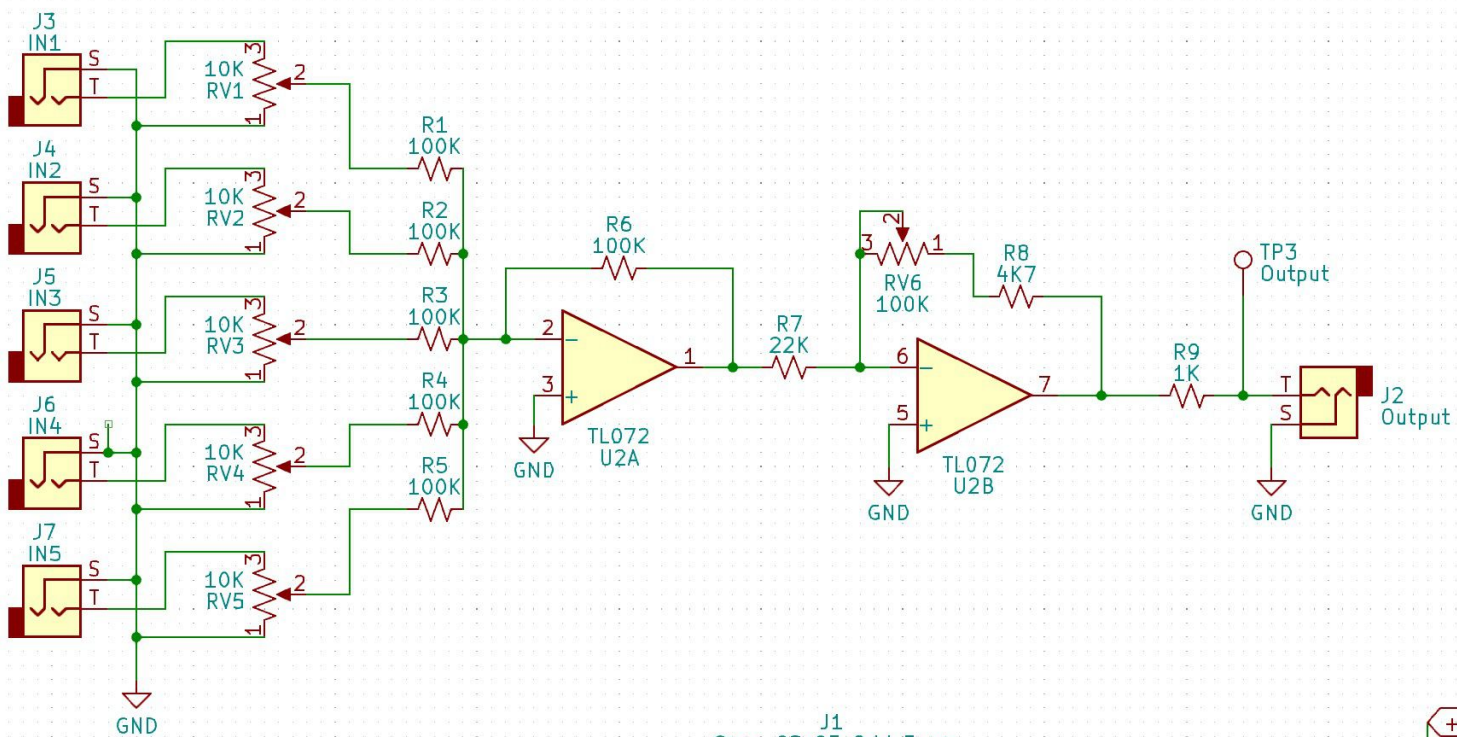 J3
IN1
S
T
10K
RV1
3
2
1
J4
IN2
S
T
10K
RV2
3
2
1
J5
IN3
S
T
10K
RV3
3
2
1
J6
IN4
S
T
10K
RV4
3
2
1
J7
IN5
S
T
10K
RV5
3
2
1
GND
R1
100K
R2
100K
R3
100K
R4
100K
R5
100K
R6
100K
2
-
3
+
1
TL072
U2A
GND
R7
22K
2
3
1
RV6
100K
R8
4K7
6
-
5
+
7
TL072
U2B
GND
R9
1K
TP3
Output
T
S
J2
Output
GND
J1
+